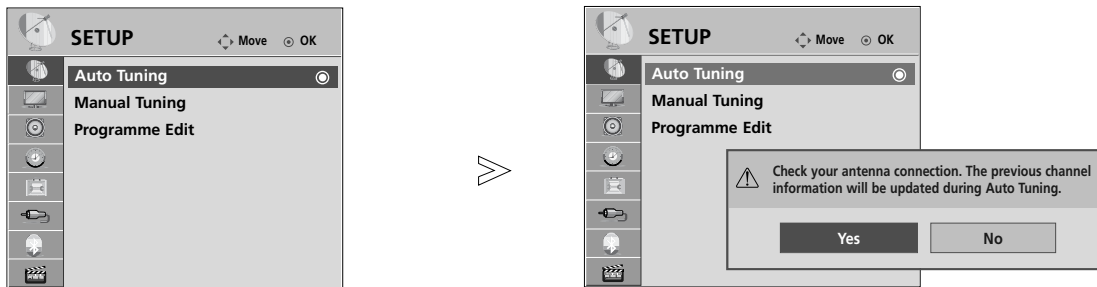 SETUP Move OK
Auto Tuning
Manual Tuning
Programme Edit
SETUP Move OK
Auto Tuning
Manual Tuning
Programme Edit
Check your antenna connection. The previous channel
information will be updated during Auto Tuning.
Yes No